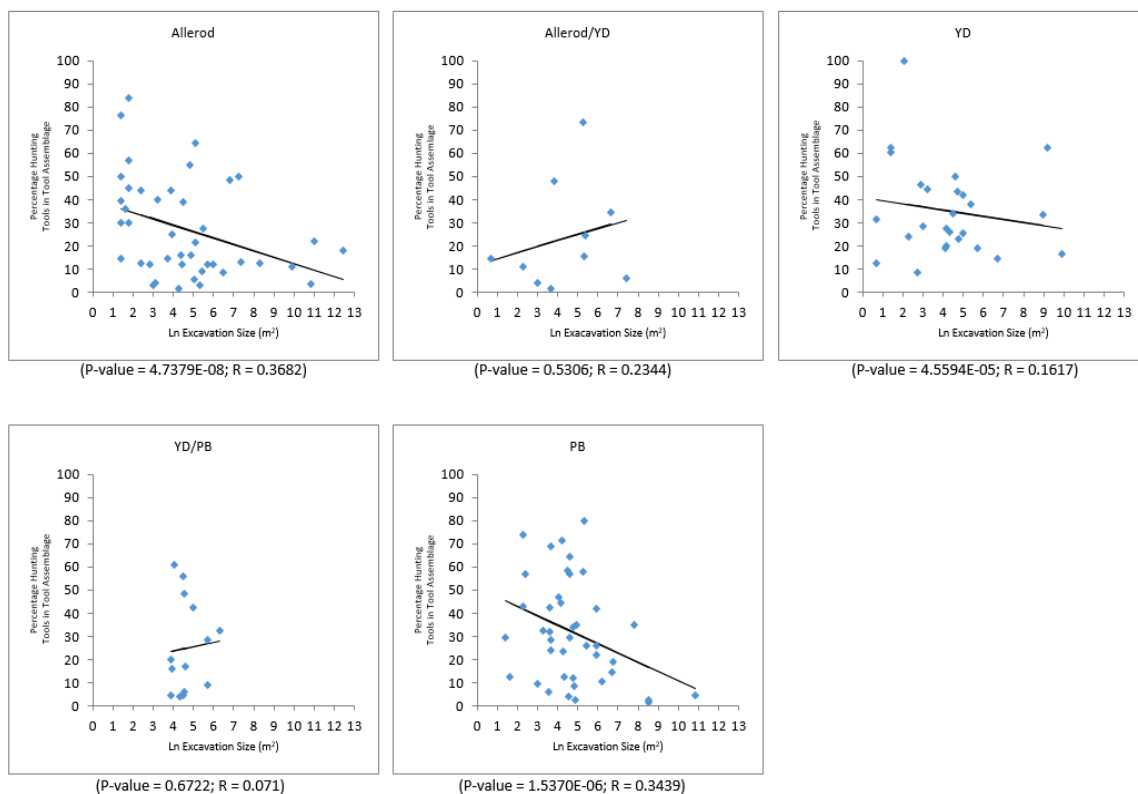 Allerod
Percentage Hunting
Tools in Tool Assemblage
100
90
80
70
60
50
40
30
20
10
0
0 1 2 3 4 5 6 7 8 9 10 11 12 13
Ln Excavation Size (m²)
(P-value = 4.7379E-08; R = 0.3682)
Allerod/YD
Percentage Hunting
Tools in Tool Assemblage
100
90
80
70
60
50
40
30
20
10
0
0 1 2 3 4 5 6 7 8 9 10 11 12 13
Ln Exacavation Size (m²)
(P-value = 0.5306; R = 0.2344)
YD
Percentage Hunting
Tools in Tool Assemblage
100
90
80
70
60
50
40
30
20
10
0
0 1 2 3 4 5 6 7 8 9 10 11 12 13
Ln Excavation Size (m²)
(P-value = 4.5594E-05; R = 0.1617)
YD/PB
Percentage Hunting
Tools in Tool Assemblage
100
90
80
70
60
50
40
30
20
10
0
0 1 2 3 4 5 6 7 8 9 10 11 12 13
Ln Excavation Size (m²)
(P-value = 0.6722; R = 0.071)
PB
Percentage Hunting
Tools in Tool Assemblage
100
90
80
70
60
50
40
30
20
10
0
0 1 2 3 4 5 6 7 8 9 10 11 12 13
Ln Excavation Size (m²)
(P-value = 1.5370E-06; R = 0.3439)